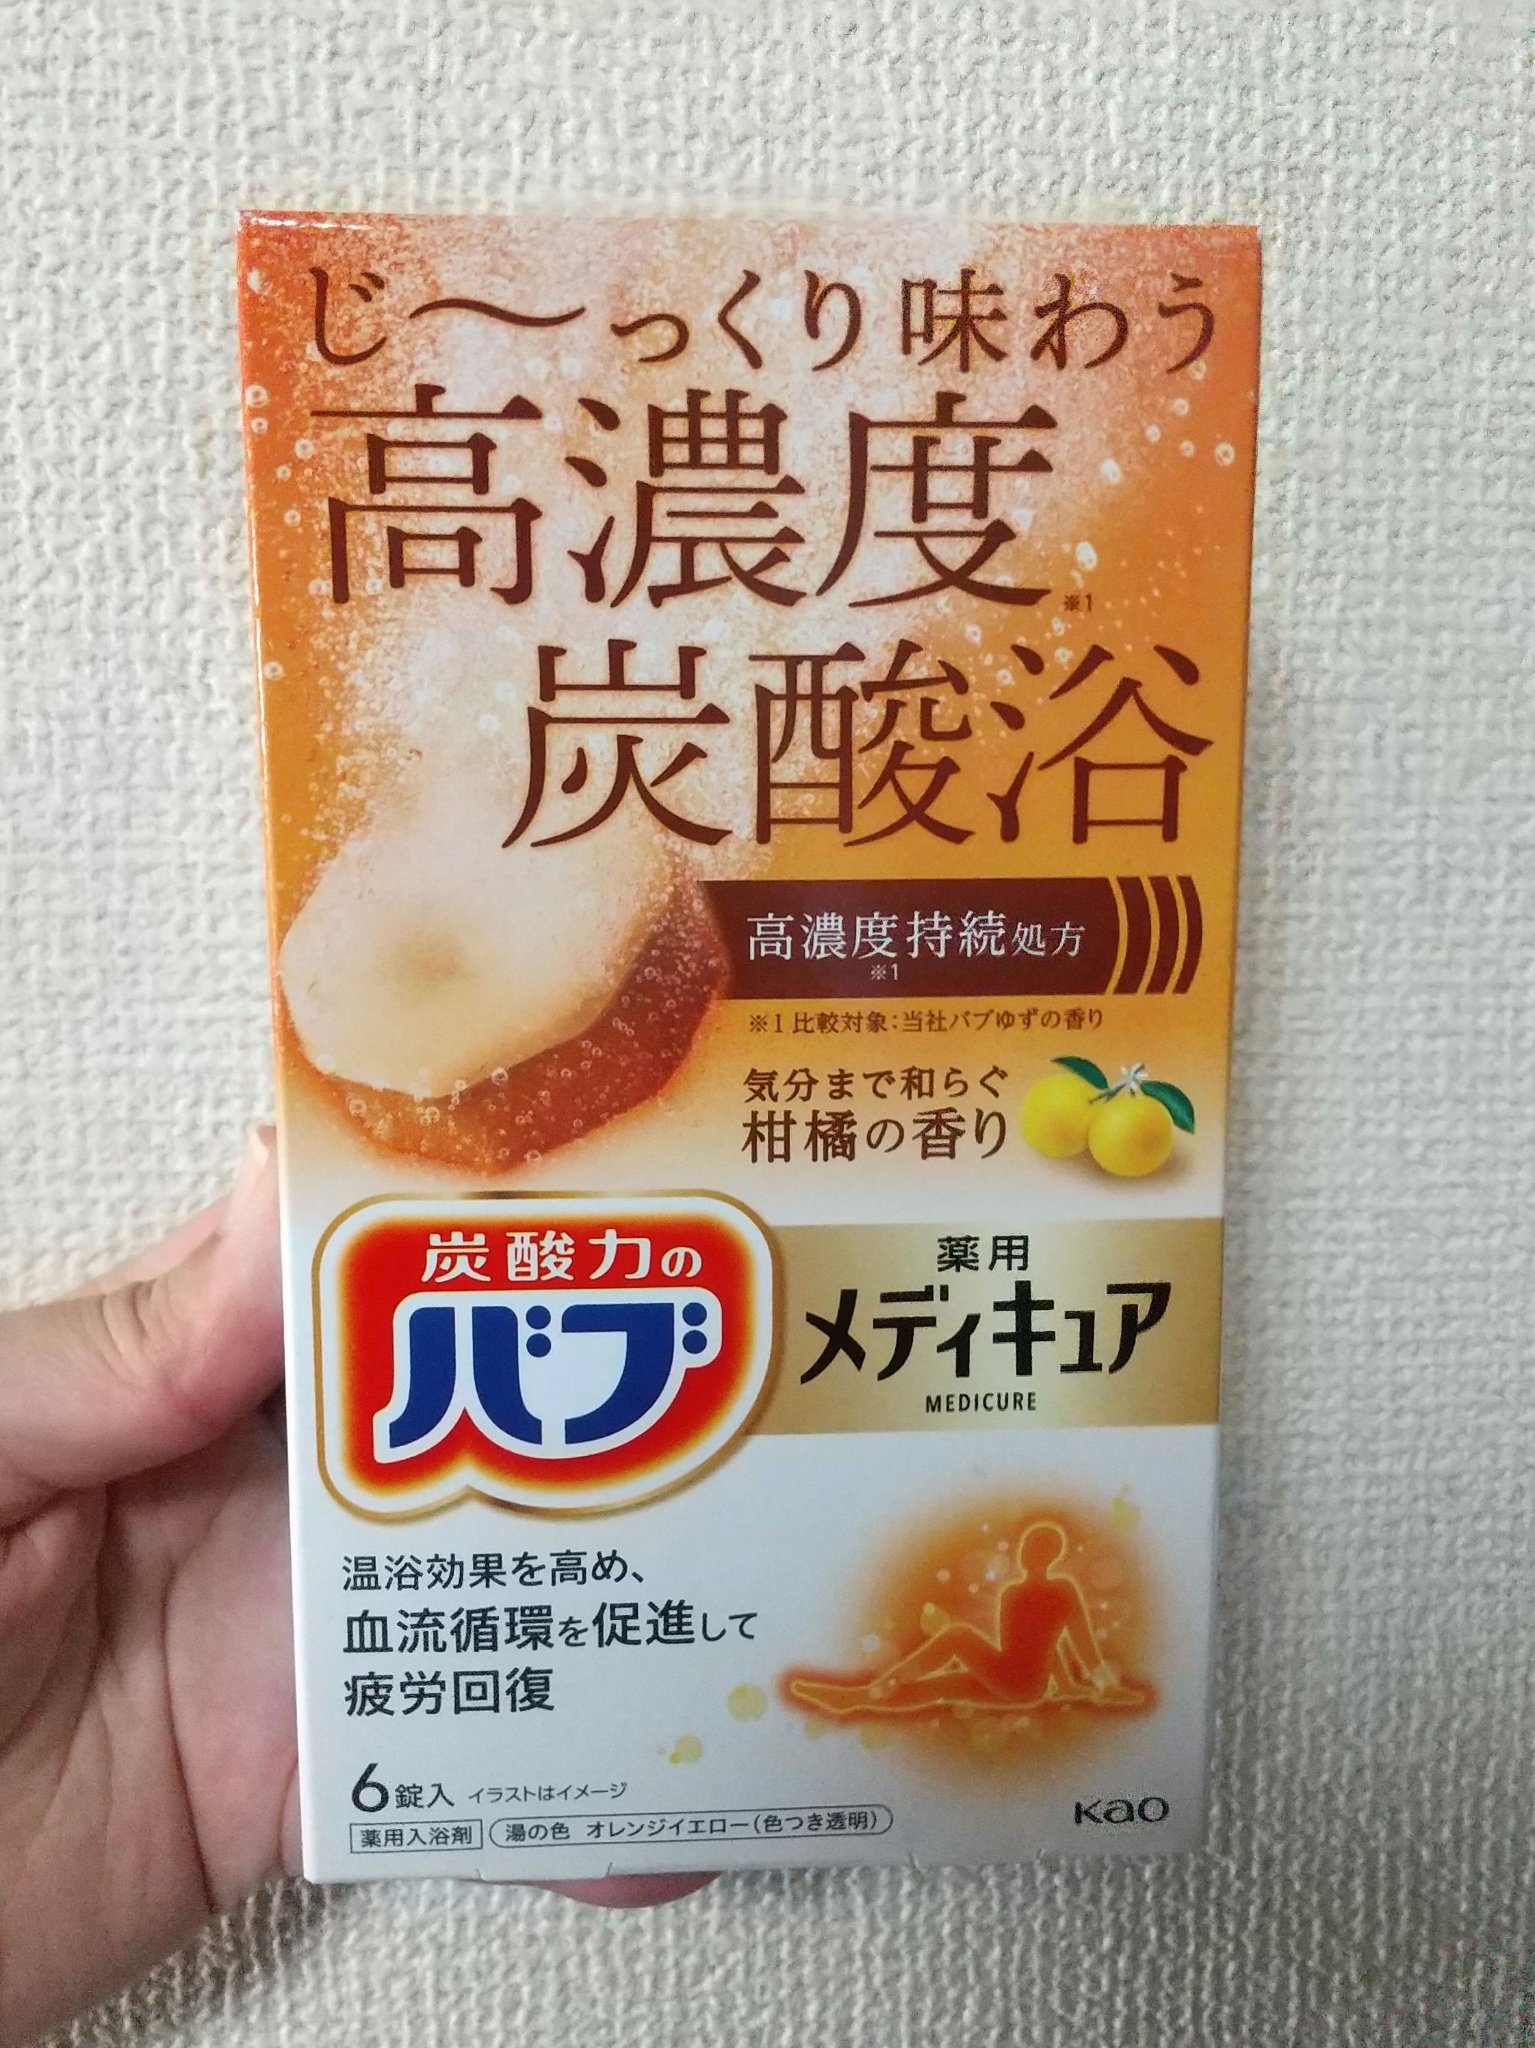 じ〜っくり味わう
高濃度※1
炭酸浴
高濃度持続処方
※1
※1 比較対象：当社バブゆずの香り
気分まで和らぐ
柑橘の香り
炭酸力の
バブ
薬用
メディキュア
MEDICURE
温浴効果を高め、
血流循環を促進して
疲労回復
6錠入 イラストはイメージ
薬用入浴剤 湯の色 オレンジイエロー（色つき透明）
Kao